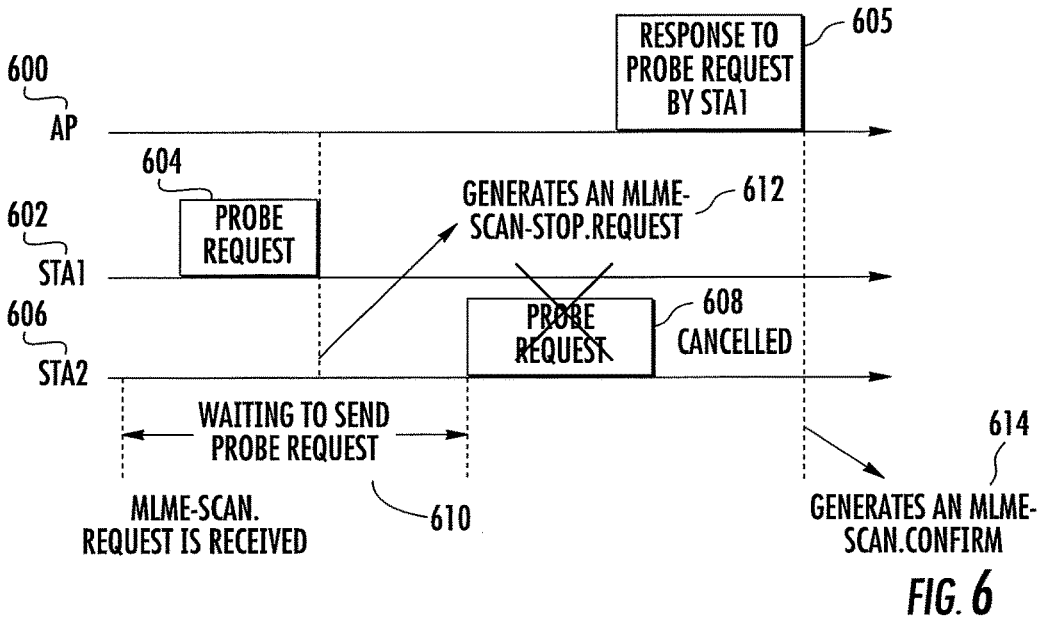 605
RESPONSE TO
PROBE REQUEST
BY STA1
600
AP
604
PROBE
REQUEST
GENERATES AN MLME-
SCAN-STOP.REQUEST
612
602
STA1
606
STA2
PROBE
REQUEST
608
CANCELLED
WAITING TO SEND
PROBE REQUEST
610
MLME-SCAN.
REQUEST IS RECEIVED
614
GENERATES AN MLME-
SCAN.CONFIRM
FIG. 6